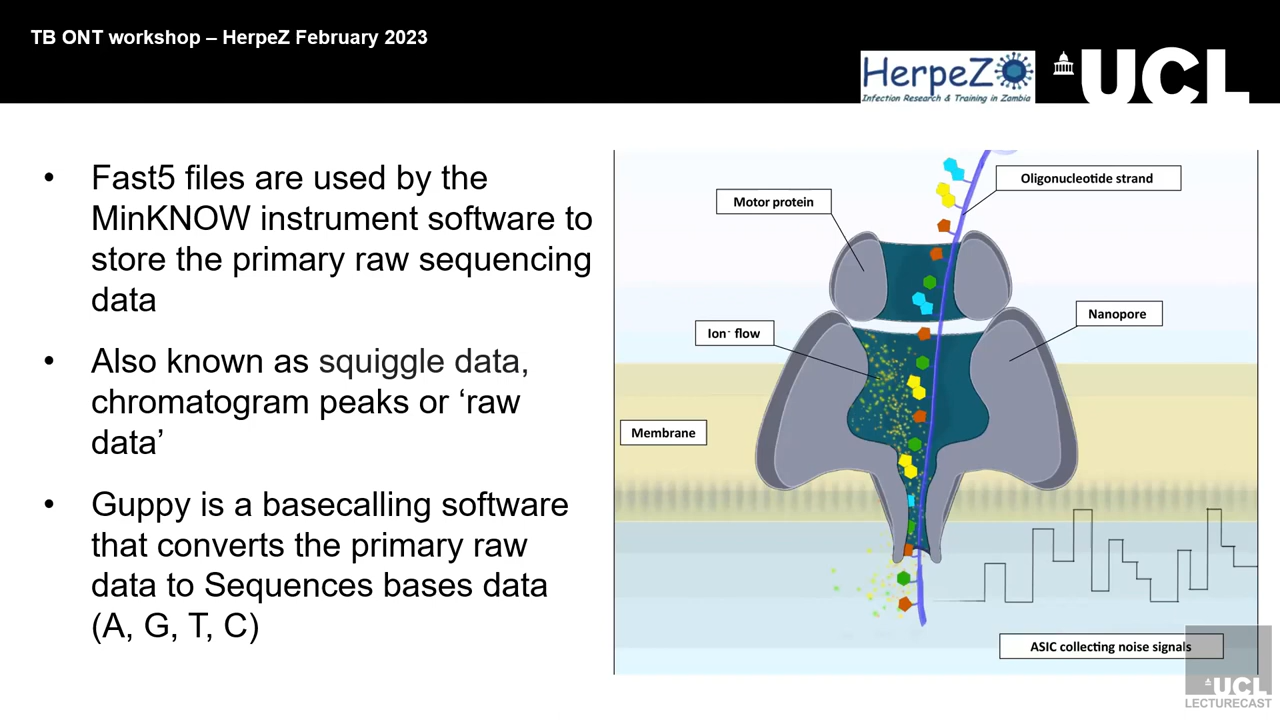 TB ONT workshop – HerpeZ February 2023
HerpeZ
Infection Research & Training in Zambia
UCL
• Fast5 files are used by the
MinKNOW instrument software to
store the primary raw sequencing
data
• Also known as squiggle data,
chromatogram peaks or ‘raw
data’
• Guppy is a basecalling software
that converts the primary raw
data to Sequences bases data
(A, G, T, C)
Oligonucleotide strand
Motor protein
Nanopore
Ion⁻ flow
Membrane
ASIC collecting noise signals
UCL
LECTURECAST